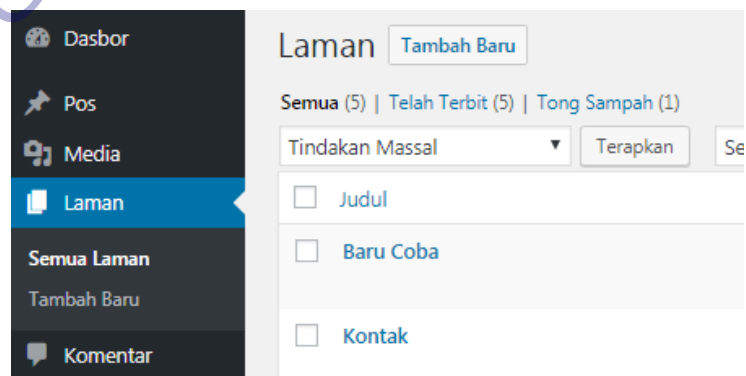 Dasbor
Pos
Media
Laman
Semua Laman
Tambah Baru
Komentar
Laman Tambah Baru
Semua (5) | Telah Terbit (5) | Tong Sampah (1)
Tindakan Massal Terapkan Se
Judul
Baru Coba
Kontak